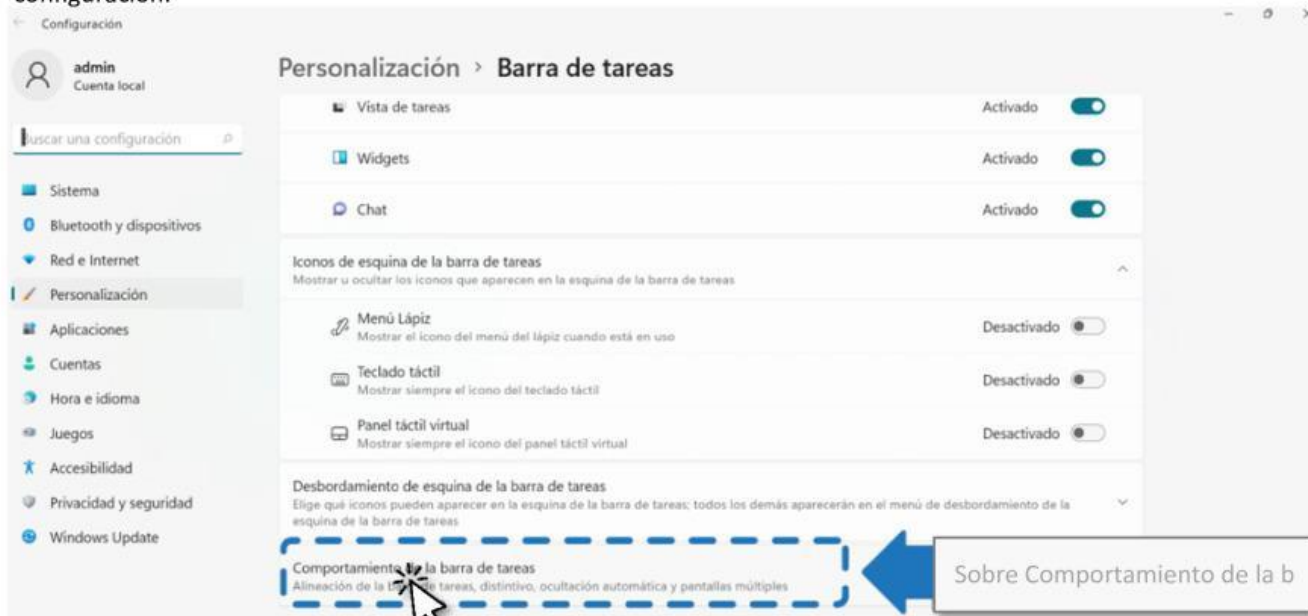 configuración.
Configuración
admin
Cuenta local
Buscar una configuración
Sistema
Bluetooth y dispositivos
Red e Internet
Personalización
Aplicaciones
Cuentas
Hora e idioma
Juegos
Accesibilidad
Privacidad y seguridad
Windows Update
Personalización > Barra de tareas
Vista de tareas Activado
Widgets Activado
Chat Activado
Iconos de esquina de la barra de tareas
Mostrar u ocultar los iconos que aparecen en la esquina de la barra de tareas
Menú Lápiz Desactivado
Mostrar el icono del menú del lápiz cuando está en uso
Teclado táctil Desactivado
Mostrar siempre el icono del teclado táctil
Panel táctil virtual Desactivado
Mostrar siempre el icono del panel táctil virtual
Desbordamiento de esquina de la barra de tareas
Elige qué iconos pueden aparecer en la esquina de la barra de tareas; todos los demás aparecerán en el menú de desbordamiento de la
esquina de la barra de tareas
Comportamiento de la barra de tareas
Alineación de la barra de tareas, distintivo, ocultación automática y pantallas múltiples
Sobre Comportamiento de la b